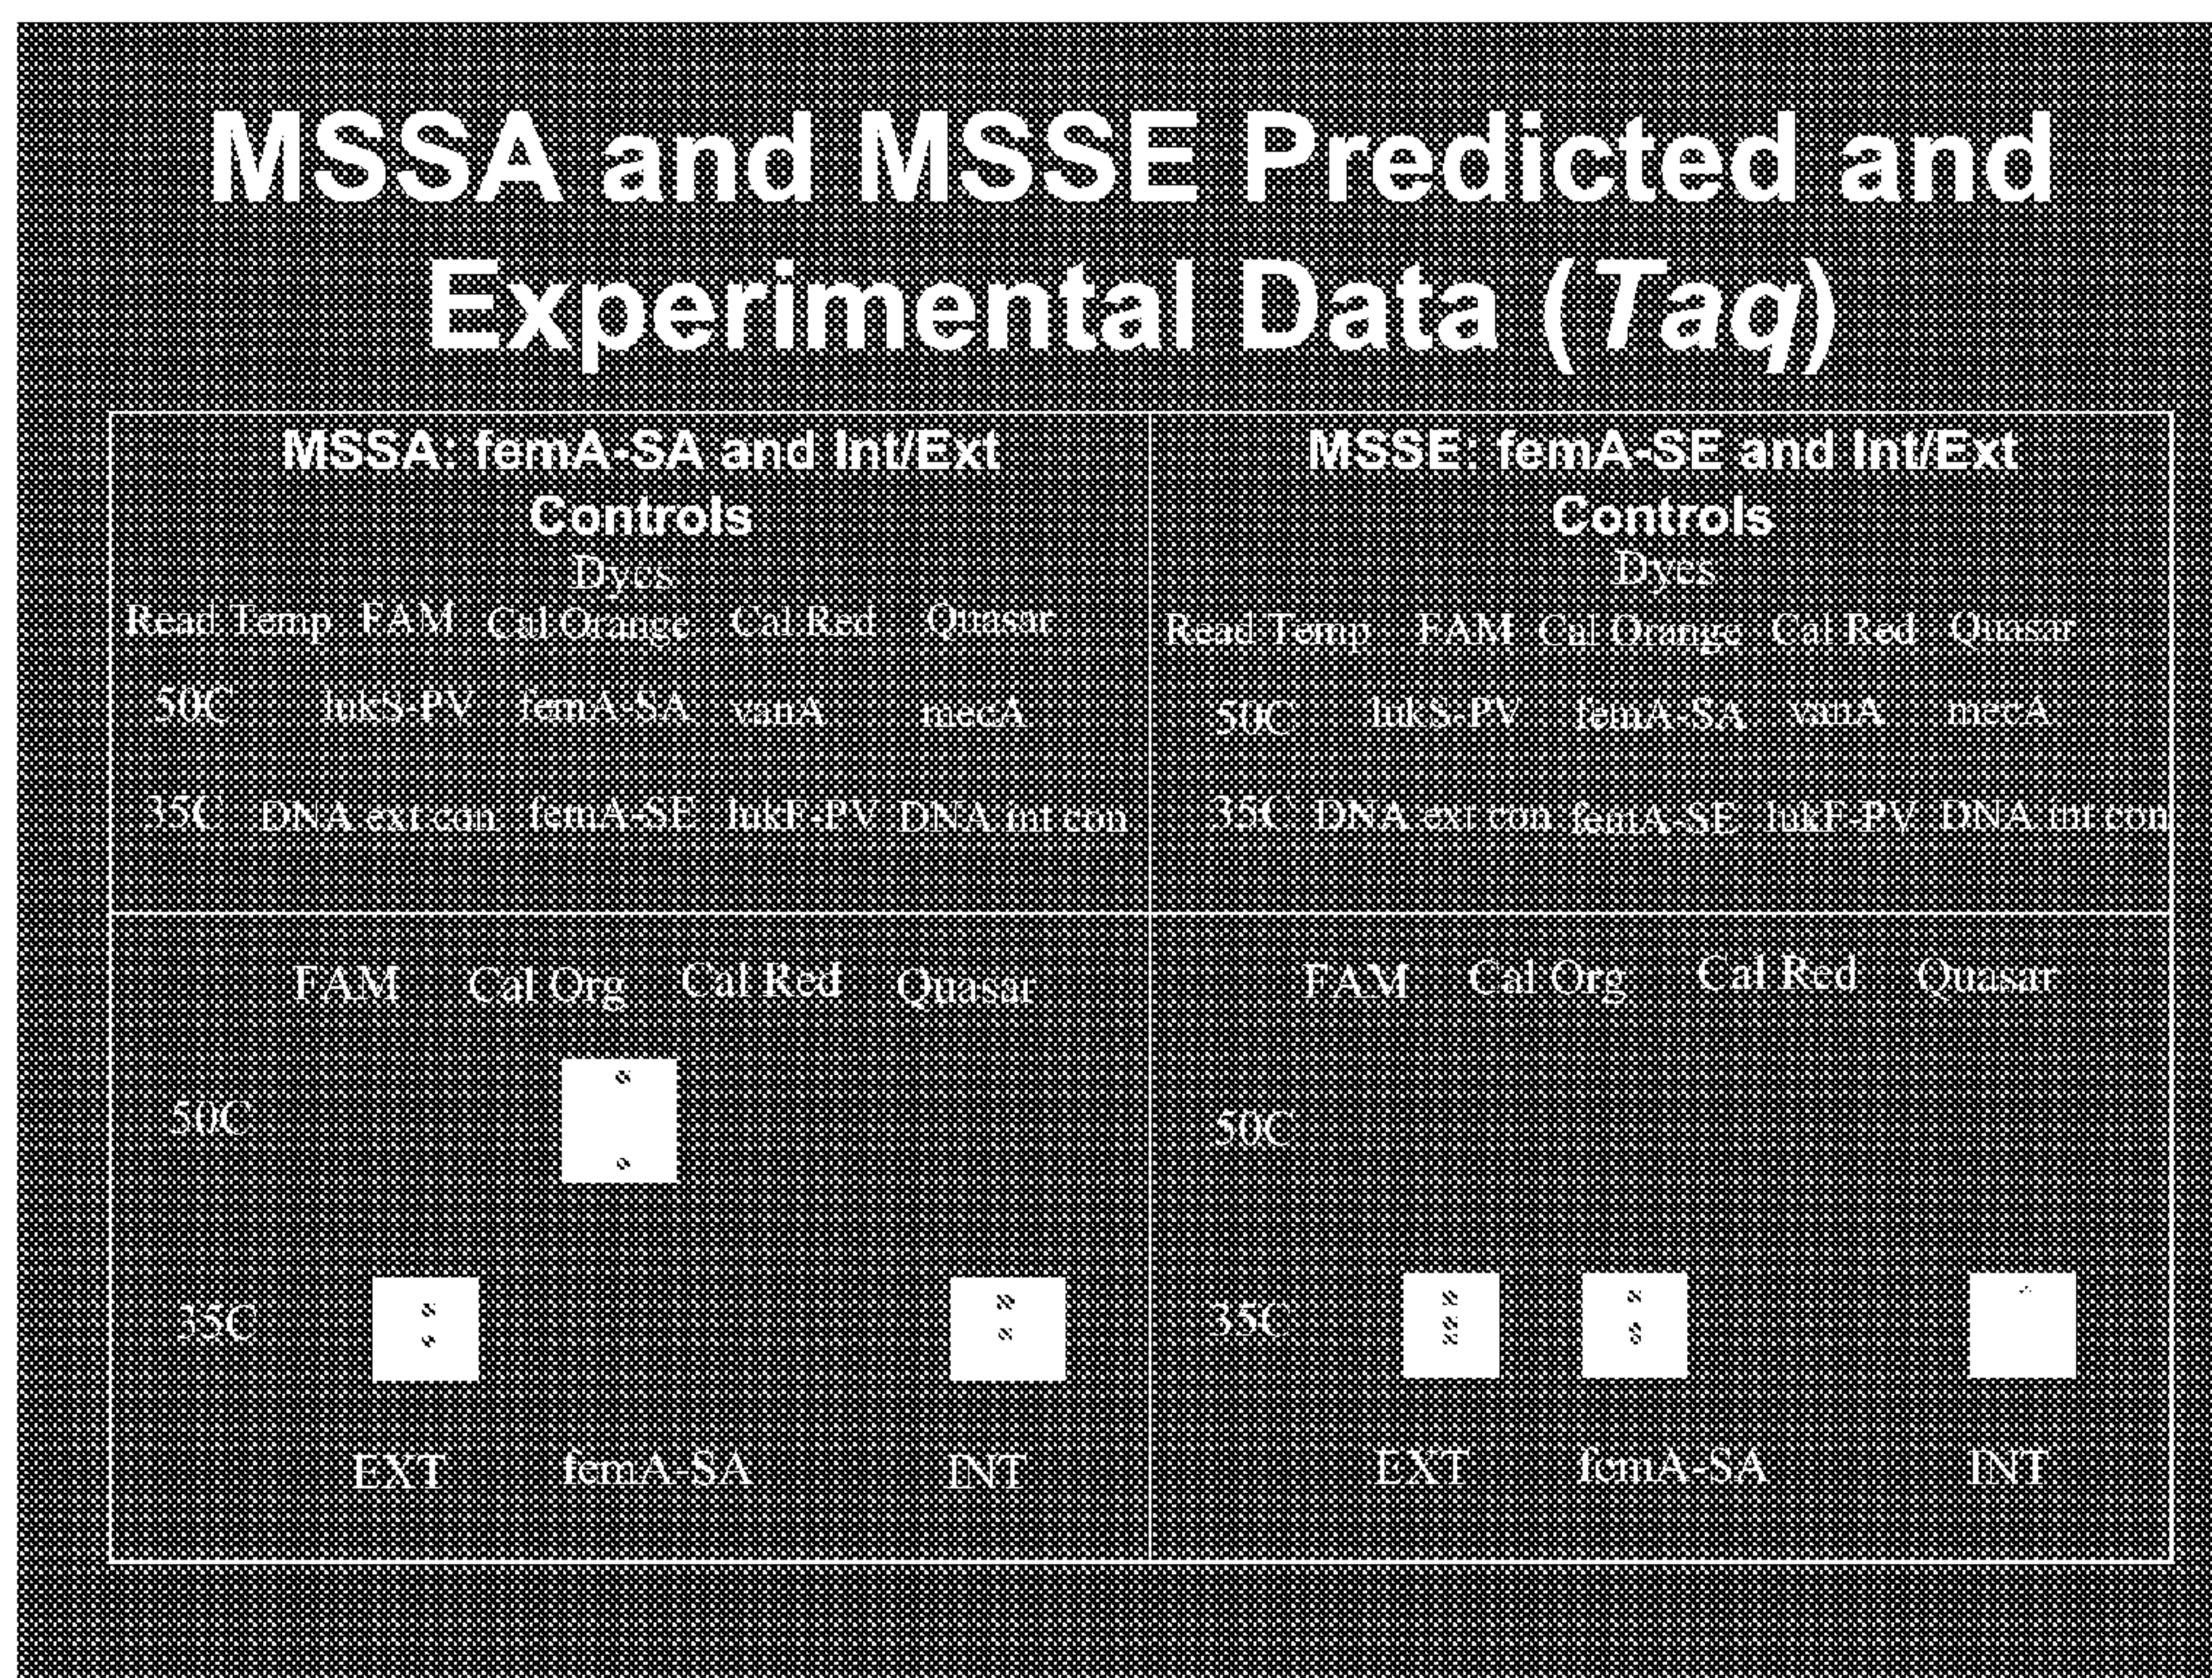 MSSA and MSSE Predicted and
Experimental Data (Taq)
MSSA: femA-SA and Int/Ext
Controls
Dyes
Read Temp FAM Cal Orange Cal Red Quasar
50C lukS-PV femA-SA vanA mecA
35C DNA ext con femA-SE lukF-PV DNA int con
MSSE: femA-SE and Int/Ext
Controls
Dyes
Read Temp FAM Cal Orange Cal Red Quasar
50C lukS-PV femA-SA vanA mecA
35C DNA ext con femA-SE lukF-PV DNA int con
FAM Cal Org Cal Red Quasar
50C
35C
EXT femA-SA INT
FAM Cal Org Cal Red Quasar
50C
35C
EXT femA-SA INT